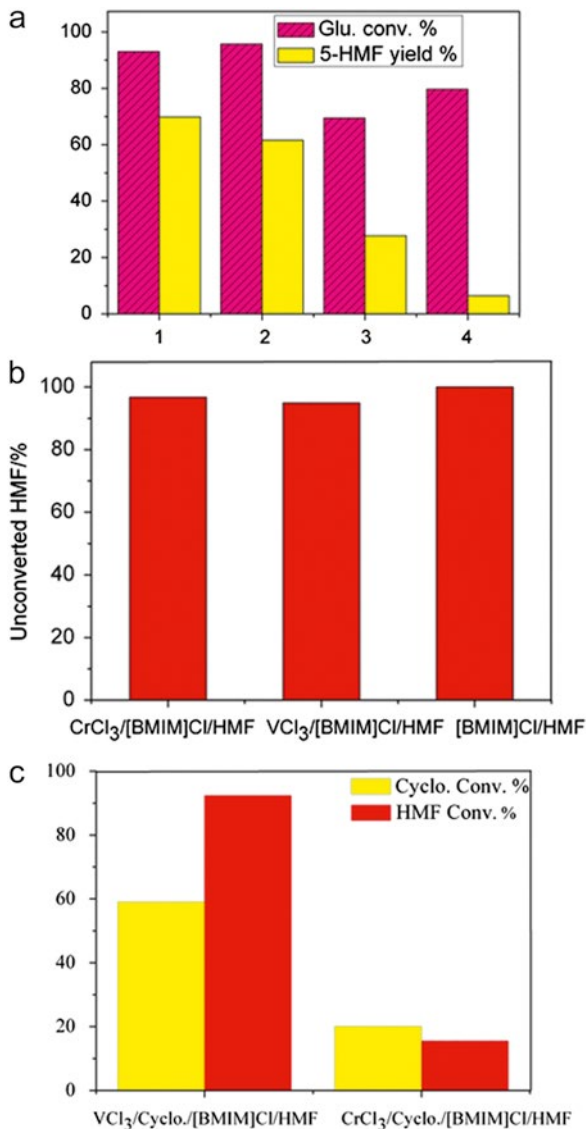 a
Glu. conv. %
5-HMF yield %
100
80
60
40
20
0
1 2 3 4
b
Unconverted HMF/%
100
80
60
40
20
0
CrCl₃/[BMIM]Cl/HMF VCl₃/[BMIM]Cl/HMF [BMIM]Cl/HMF
c
Cyclo. Conv. %
HMF Conv. %
100
80
60
40
20
0
VCl₃/Cyclo./[BMIM]Cl/HMF CrCl₃/Cyclo./[BMIM]Cl/HMF